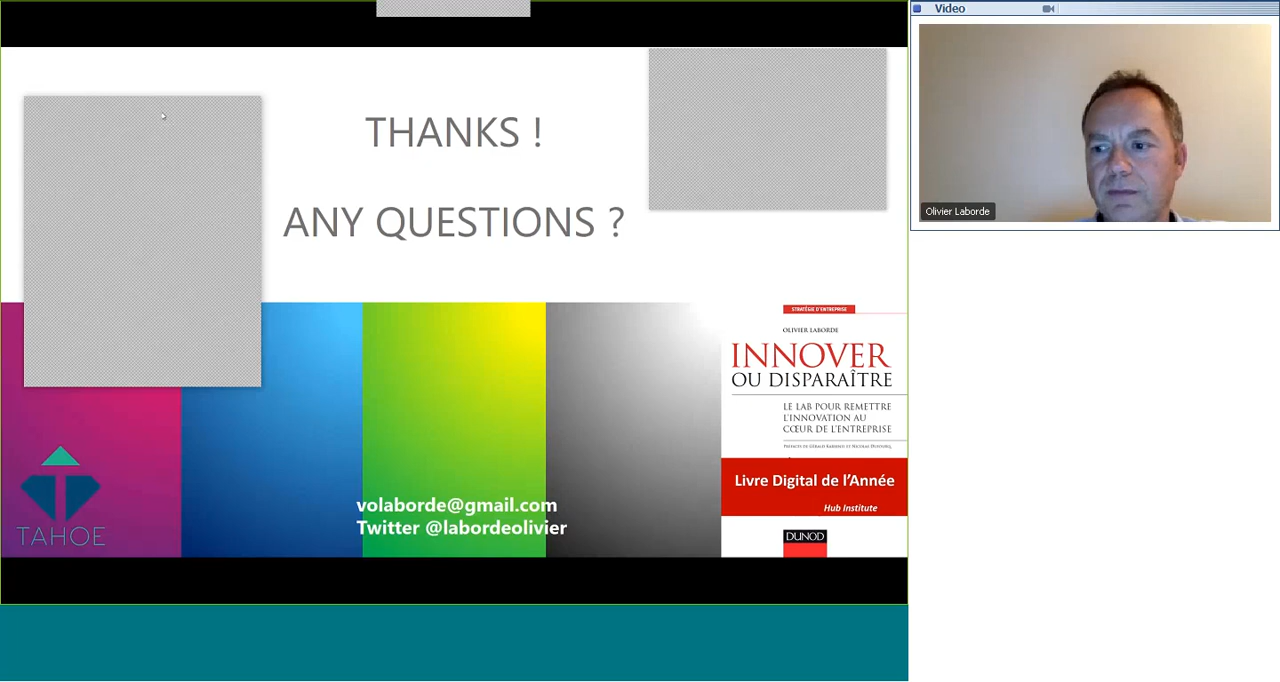 Video
THANKS !
ANY QUESTIONS ?
Olivier Laborde
STRATÉGIE D'ENTREPRISE
OLIVIER LABORDE
INNOVER
OU DISPARAÎTRE
LE LAB POUR REMETTRE
L'INNOVATION AU
CŒUR DE L'ENTREPRISE
Livre Digital de l'Année
Hub Institute
DUNOD
volaborde@gmail.com
Twitter @labordeolivier
TAHOE